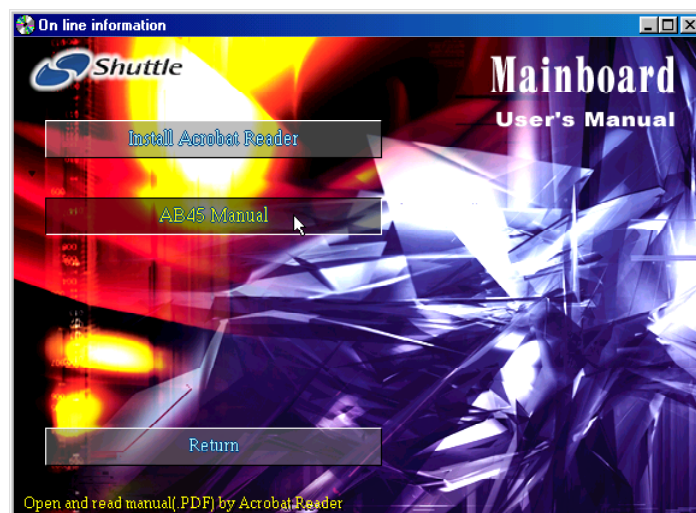 On line information
Shuttle
Mainboard
User's Manual
Install Acrobat Reader
AB45 Manual
Return
Open and read manual(.PDF) by Acrobat Reader